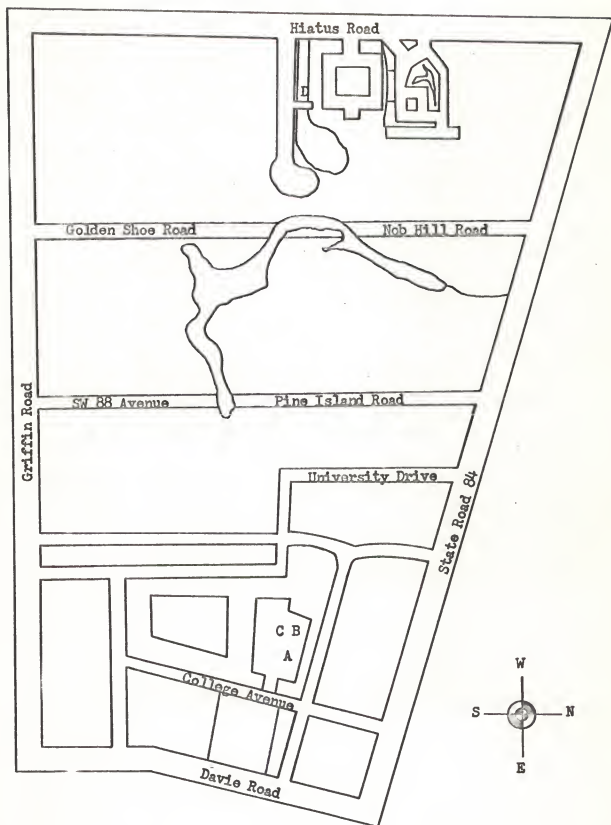 Hiatus Road
D
Golden Shoe Road
Nob Hill Road
SW 88 Avenue
Pine Island Road
Griffin Road
University Drive
State Road 84
C B
A
College Avenue
W
S N
E
Davie Road